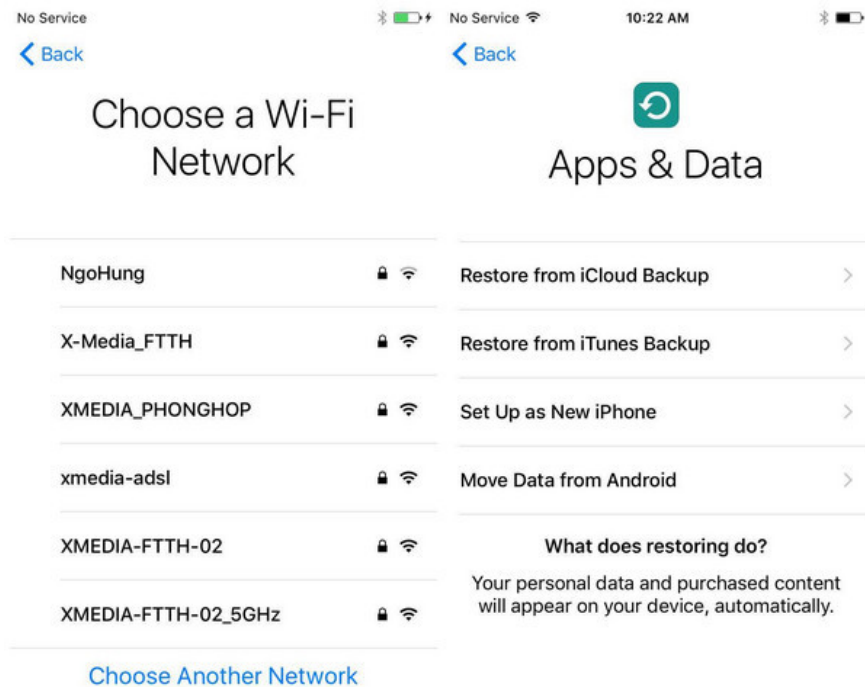 No Service
Back
Choose a Wi-Fi
Network
NgoHung
X-Media_FTTH
XMEDIA_PHONGHOP
xmedia-adsl
XMEDIA-FTTH-02
XMEDIA-FTTH-02_5GHz
Choose Another Network
No Service 10:22 AM
Back
Apps & Data
Restore from iCloud Backup
Restore from iTunes Backup
Set Up as New iPhone
Move Data from Android
What does restoring do?
Your personal data and purchased content
will appear on your device, automatically.